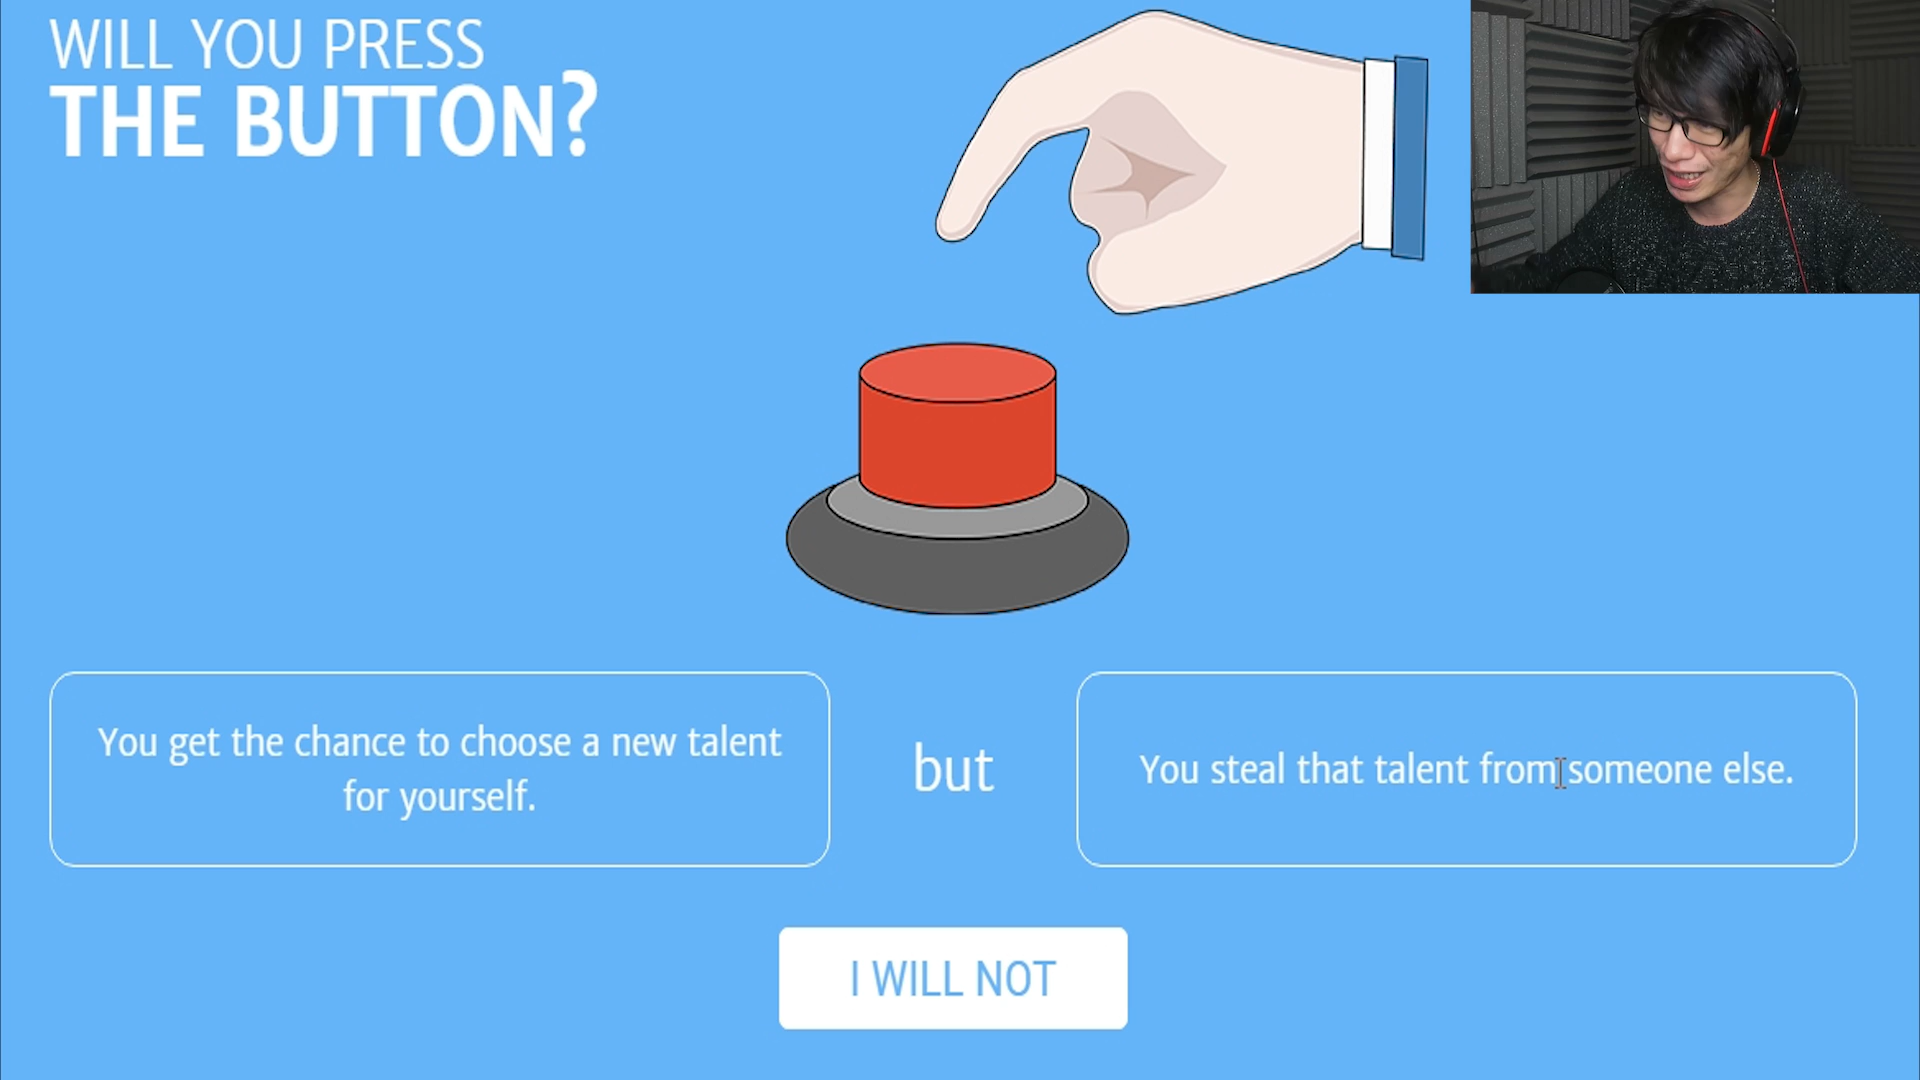 WILL YOU PRESS
THE BUTTON?
You get the chance to choose a new talent
for yourself.
but
You steal that talent from someone else.
I WILL NOT